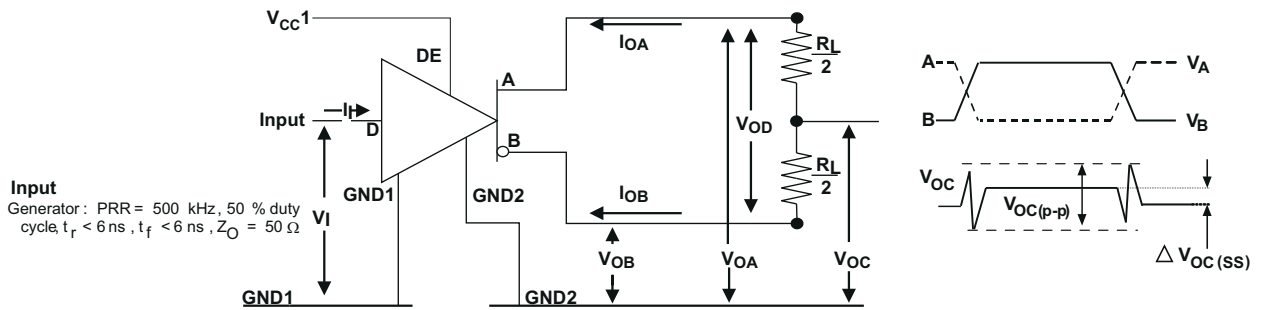 VCC1
IOA
DE
A
II
Input
D
B
GND1
GND2
VI
IOB
VOB
VOA
VOC
VOD
RL
2
RL
2
GND1
GND2
Input
Generator : PRR = 500 kHz, 50 % duty
cycle, tr < 6 ns , tf < 6 ns , ZO = 50 Ω
A
VA
B
VB
VOC
VOC(p-p)
Δ VOC(SS)